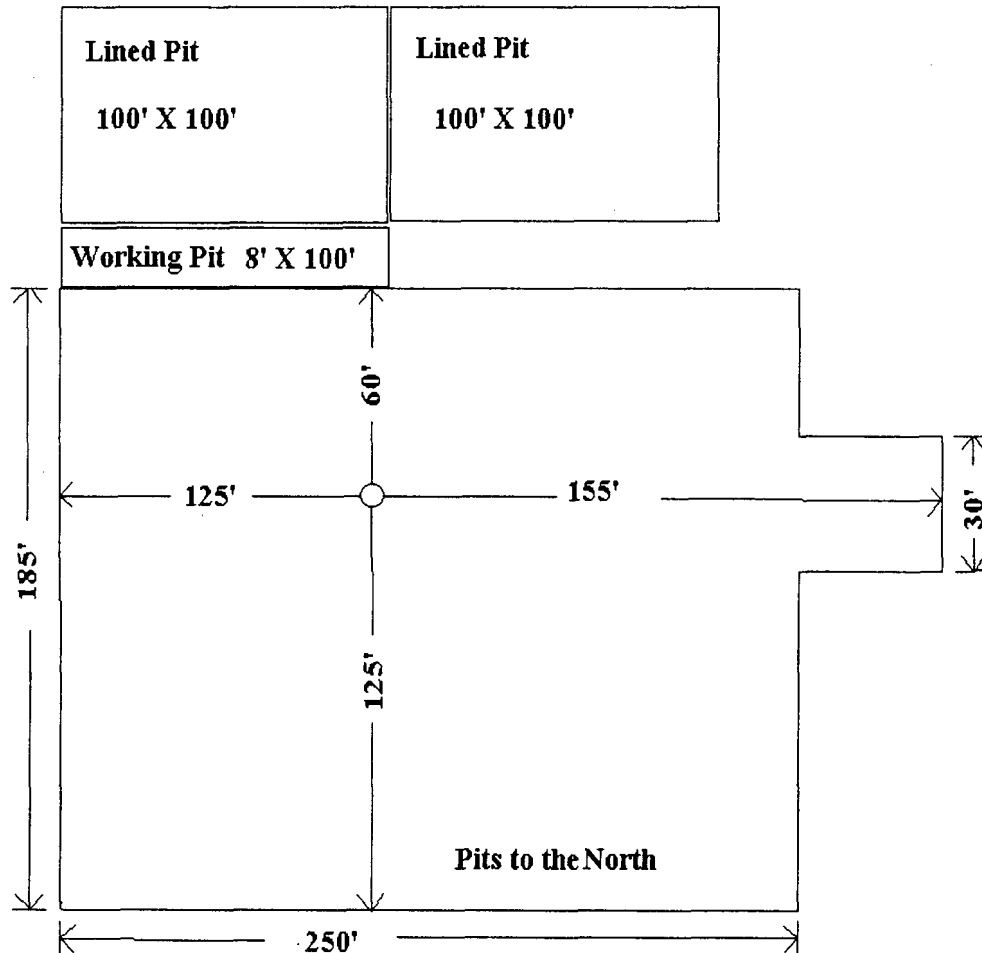 Lined Pit
100' X 100'
Lined Pit
100' X 100'
Working Pit 8' X 100'
60'
125'
155'
30'
185'
125'
Pits to the North
250'